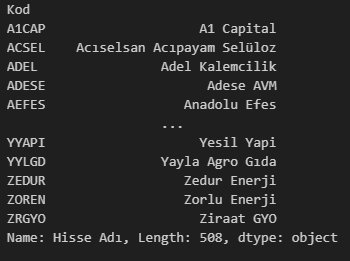 Kod
A1CAP A1 Capital
ACSEL Acıselsan Acıpayam Selüloz
ADEL Adel Kalemcilik
ADESE Adese AVM
AEFES Anadolu Efes
...
YYAPI Yesil Yapi
YYLGD Yayla Agro Gıda
ZEDUR Zedur Enerji
ZOREN Zorlu Enerji
ZRGYO Ziraat GYO
Name: Hisse Adı, Length: 508, dtype: object